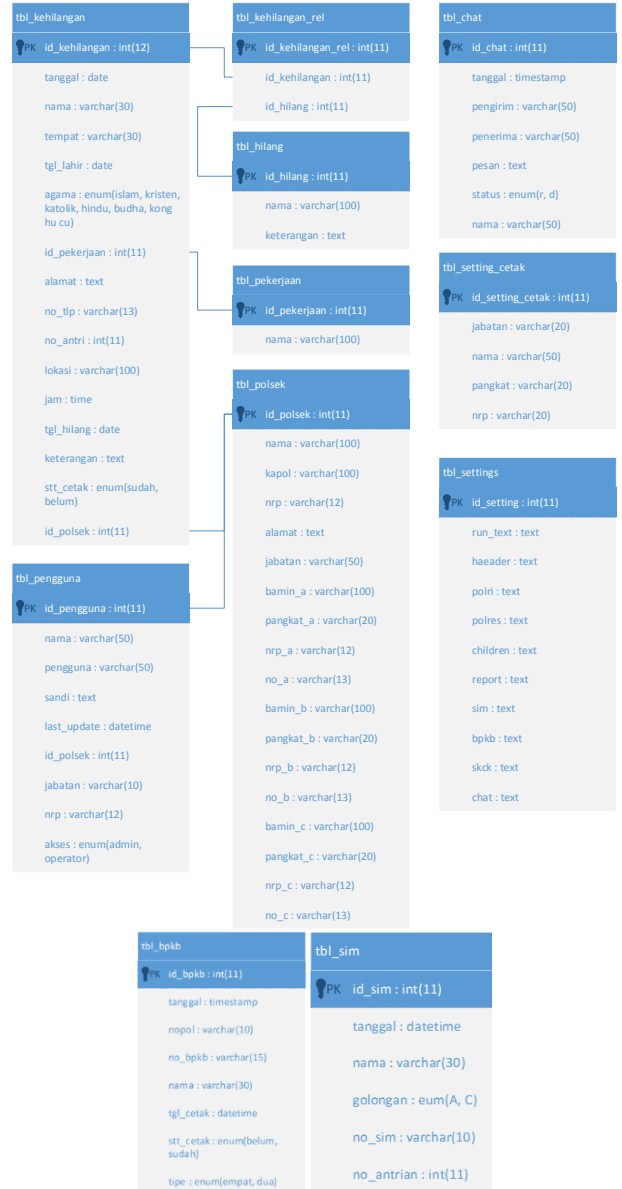 tbl_kehilangan
PK id_kehilangan : int(12)
tanggal : date
nama : varchar(30)
tempat : varchar(30)
tgl_lahir : date
agama : enum(islam, kristen,
katolik, hindu, budha, kong
hu cu)
id_pekerjaan : int(11)
alamat : text
no_tlp : varchar(13)
no_antri : int(11)
lokasi : varchar(100)
jam : time
tgl_hilang : date
keterangan : text
stt_cetak : enum(sudah,
belum)
id_polsek : int(11)
tbl_pengguna
PK id_pengguna : int(11)
nama : varchar(50)
pengguna : varchar(50)
sandi : text
last_update : datetime
id_polsek : int(11)
jabatan : varchar(10)
nrp : varchar(12)
akses : enum(admin,
operator)
tbl_kehilangan_rel
PK id_kehilangan_rel : int(11)
id_kehilangan : int(11)
id_hilang : int(11)
tbl_hilang
PK id_hilang : int(11)
nama : varchar(100)
keterangan : text
tbl_pekerjaan
PK id_pekerjaan : int(11)
nama : varchar(100)
tbl_polsek
PK id_polsek : int(11)
nama : varchar(100)
kapol : varchar(100)
nrp : varchar(12)
alamat : text
jabatan : varchar(50)
bamin_a : varchar(100)
pangkat_a : varchar(20)
nrp_a : varchar(12)
no_a : varchar(13)
bamin_b : varchar(100)
pangkat_b : varchar(20)
nrp_b : varchar(12)
no_b : varchar(13)
bamin_c : varchar(100)
pangkat_c : varchar(20)
nrp_c : varchar(12)
no_c : varchar(13)
tbl_chat
PK id_chat : int(11)
tanggal : timestamp
pengirim : varchar(50)
penerima : varchar(50)
pesan : text
status : enum(r, d)
nama : varchar(50)
tbl_setting_cetak
PK id_setting_cetak : int(11)
jabatan : varchar(20)
nama : varchar(50)
pangkat : varchar(20)
nrp : varchar(20)
tbl_settings
PK id_setting : int(11)
run_text : text
haeader : text
polri : text
polres : text
children : text
report : text
sim : text
bpkb : text
skck : text
chat : text
tbl_bpkb
PK id_bpkb : int(11)
tanggal : timestamp
nopol : varchar(10)
no_bpkb : varchar(15)
nama : varchar(30)
tgl_cetak : datetime
stt_cetak : enum(belum,
sudah)
tipe : enum(empat, dua)
tbl_sim
PK id_sim : int(11)
tanggal : datetime
nama : varchar(30)
golongan : eum(A, C)
no_sim : varchar(10)
no_antrian : int(11)